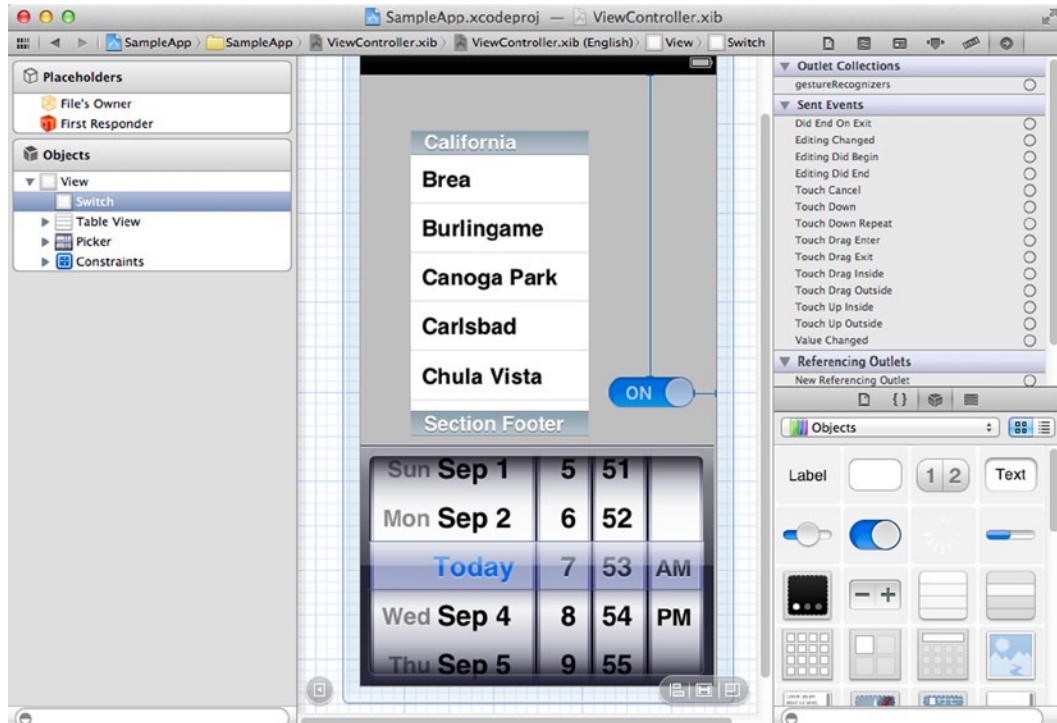 SampleApp.xcodeproj — ViewController.xib
SampleApp
SampleApp
ViewController.xib
ViewController.xib (English)
View
Switch
Placeholders
File's Owner
First Responder
Objects
View
Switch
Table View
Picker
Constraints
California
Brea
Burlingame
Canoga Park
Carlsbad
Chula Vista
Section Footer
ON
Sun Sep 1 5 51
Mon Sep 2 6 52
Today 7 53 AM
Wed Sep 4 8 54 PM
Thu Sep 5 9 55
Outlet Collections
gestureRecognizers
Sent Events
Did End On Exit
Editing Changed
Editing Did Begin
Editing Did End
Touch Cancel
Touch Down
Touch Down Repeat
Touch Drag Enter
Touch Drag Exit
Touch Drag Inside
Touch Drag Outside
Touch Up Inside
Touch Up Outside
Value Changed
Referencing Outlets
New Referencing Outlet
{}
Objects
Label
1 2
Text